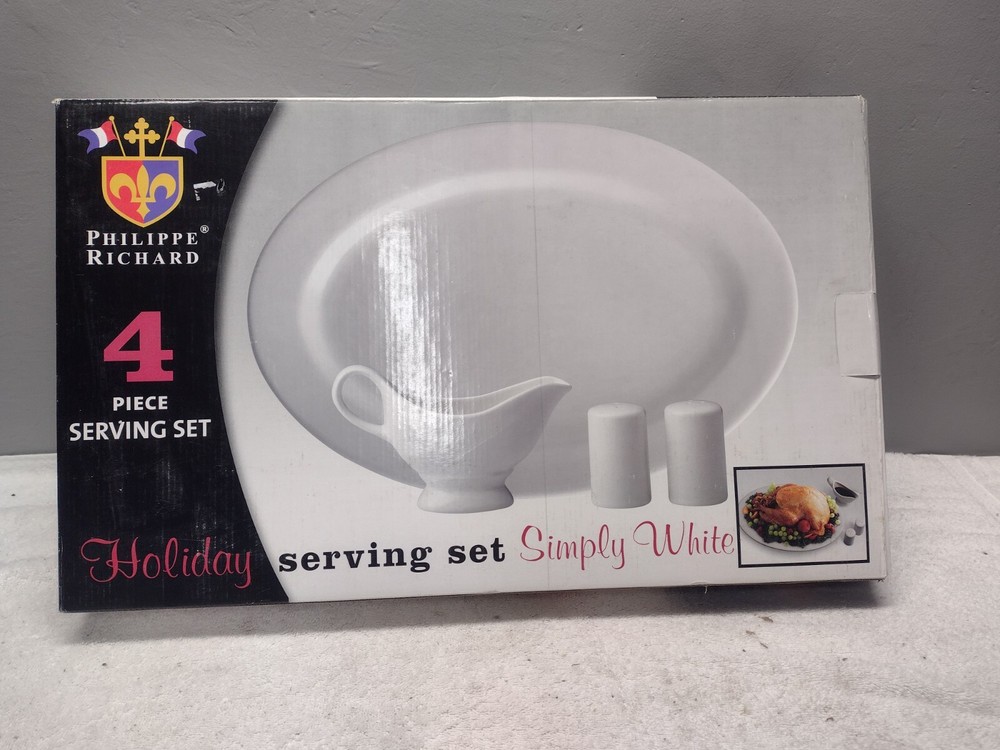 PHILIPPE®
RICHARD
4
PIECE
SERVING SET
Holiday serving set Simply White